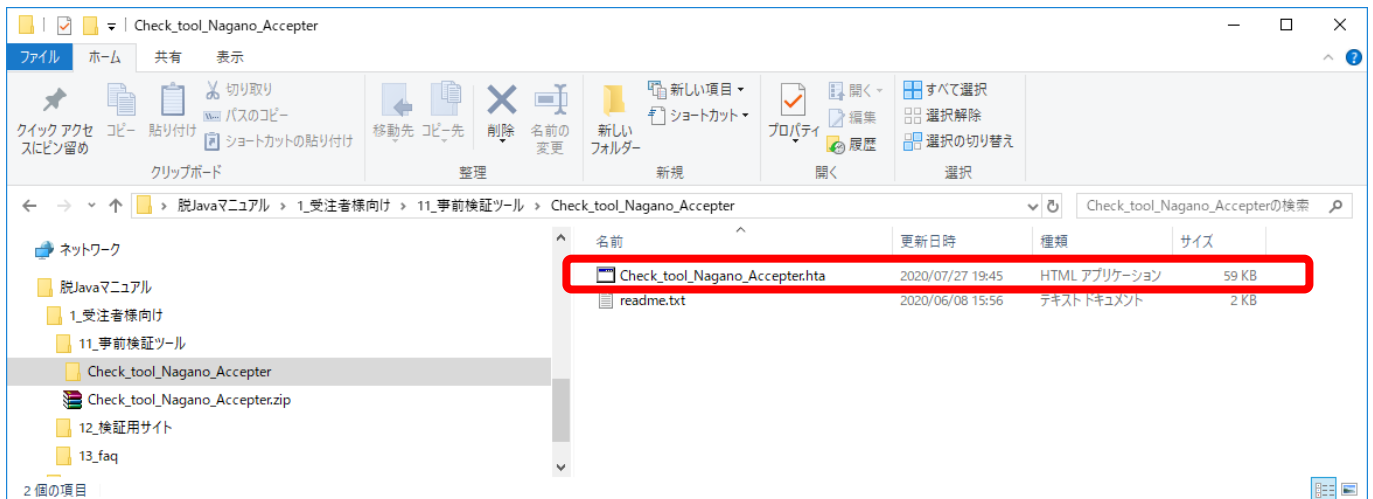 Check_tool_Nagano_Accepter
ファイル ホーム 共有 表示
クイック アクセスにピン留め
コピー
貼り付け
切り取り
パスのコピー
ショートカットの貼り付け
クリップボード
移動先
コピー先
削除
名前の変更
整理
新しいフォルダー
新しい項目
ショートカット
新規
プロパティ
開く
編集
履歴
開く
すべて選択
選択解除
選択の切り替え
選択
脱Javaマニュアル › 1_受注者様向け › 11_事前検証ツール › Check_tool_Nagano_Accepter
Check_tool_Nagano_Accepterの検索
ネットワーク
脱Javaマニュアル
1_受注者様向け
11_事前検証ツール
Check_tool_Nagano_Accepter
Check_tool_Nagano_Accepter.zip
12_検証用サイト
13_faq
名前 更新日時 種類 サイズ
Check_tool_Nagano_Accepter.hta 2020/07/27 19:45 HTML アプリケーション 59 KB
readme.txt 2020/06/08 15:56 テキスト ドキュメント 2 KB
2 個の項目